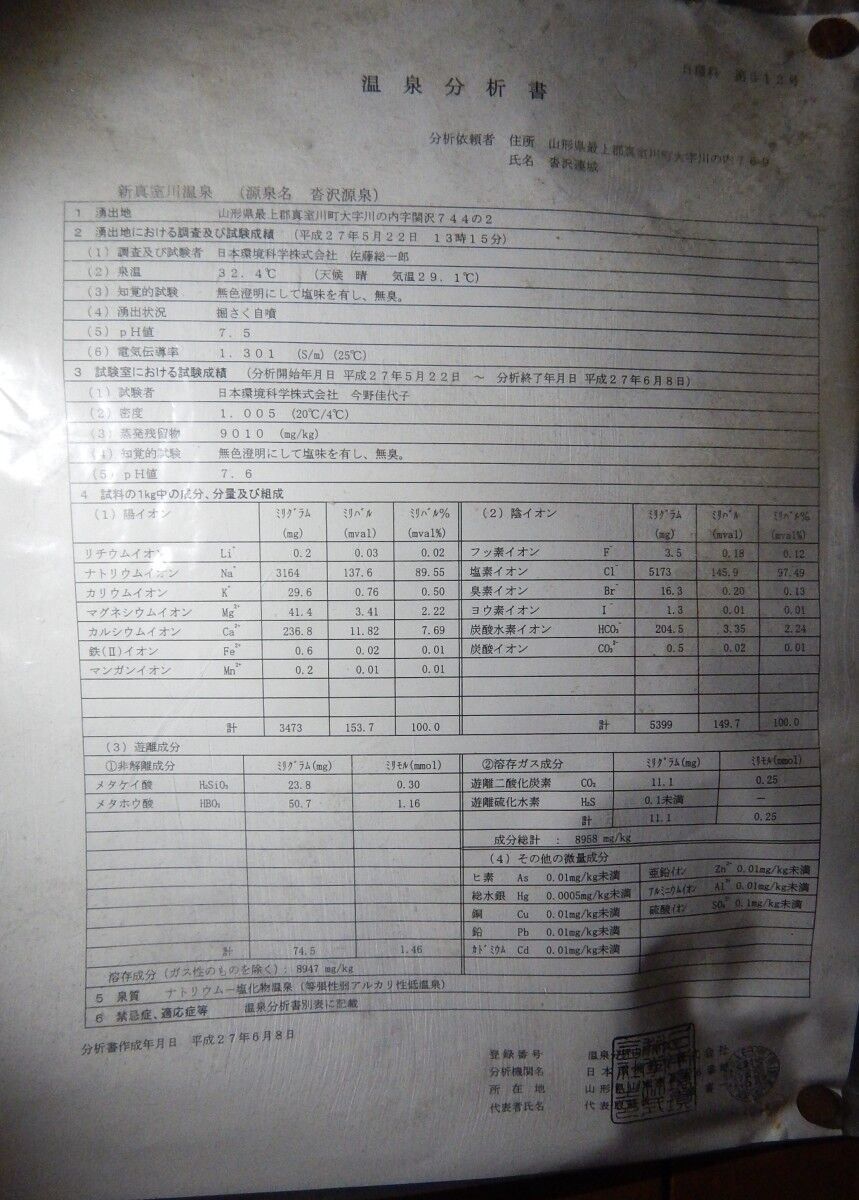 温泉分析書
分析依頼者 住所 山形県最上郡真室川町大字川の内769
氏名 沓沢連城
新真室川温泉 (源泉名 沓沢源泉)
1 湧出地 山形県最上郡真室川町大字川の内字関沢744の2
2 湧出地における調査及び試験成績 (平成27年5月22日 13時15分)
(1)調査及び試験者 日本環境科学株式会社 佐藤総一郎
(2)泉温 32.4℃ (天候 晴 気温29.1℃)
(3)知覚的試験 無色澄明にして塩味を有し、無臭。
(4)湧出状況 掘さく自噴
(5)pH値 7.5
(6)電気伝導率 1.301 (S/m) (25℃)
3 試験室における試験成績 (分析開始年月日 平成27年5月22日 ~ 分析終了年月日 平成27年6月8日)
(1)試験者 日本環境科学株式会社 今野佳代子
(2)密度 1.005 (20℃/4℃)
(3)蒸発残留物 9010 (mg/kg)
(4)知覚的試験 無色澄明にして塩味を有し、無臭。
(5)pH値 7.6
4 試料の1kg中の成分、分量及び組成
(1)陽イオン ミリグラム ミリバル ミリバル% (2)陰イオン ミリグラム ミリバル ミリバル%
(mg) (mval) (mval%) (mg) (mval) (mval%)
リチウムイオン Li⁺ 0.2 0.03 0.02 フッ素イオン F⁻ 3.5 0.18 0.12
ナトリウムイオン Na⁺ 3164 137.6 89.55 塩素イオン Cl⁻ 5173 145.9 97.49
カリウムイオン K⁺ 29.6 0.76 0.50 臭素イオン Br⁻ 16.3 0.20 0.13
マグネシウムイオン Mg²⁺ 41.4 3.41 2.22 ヨウ素イオン I⁻ 1.3 0.01 0.01
カルシウムイオン Ca²⁺ 236.8 11.82 7.69 炭酸水素イオン HCO₃⁻ 204.5 3.35 2.24
鉄(Ⅱ)イオン Fe²⁺ 0.6 0.02 0.01 炭酸イオン CO₃²⁻ 0.5 0.02 0.01
マンガンイオン Mn²⁺ 0.2 0.01 0.01
計 3473 153.7 100.0 計 5399 149.7 100.0
(3)遊離成分
①非解離成分 ミリグラム(mg) ミリモル(mmol) ②溶存ガス成分 ミリグラム(mg) ミリモル(mmol)
メタケイ酸 H₂SiO₃ 23.8 0.30 遊離二酸化炭素 CO₂ 11.1 0.25
メタホウ酸 HBO₂ 50.7 1.16 遊離硫化水素 H₂S 0.1未満 -
計 11.1 0.25
成分総計 : 8958 mg/kg
(4)その他の微量成分
ヒ素 As 0.01mg/kg未満 亜鉛イオン Zn²⁺ 0.01mg/kg未満
総水銀 Hg 0.0005mg/kg未満 アルミニウムイオン Al³⁺ 0.01mg/kg未満
銅 Cu 0.01mg/kg未満 硫酸イオン SO₄²⁻ 0.1mg/kg未満
鉛 Pb 0.01mg/kg未満
計 74.5 1.46 カドミウム Cd 0.01mg/kg未満
溶存成分(ガス性のものを除く): 8947 mg/kg
5 泉質 ナトリウム-塩化物温泉(等張性弱アルカリ性低温泉)
6 禁忌症、適応症等 温泉分析書別表に記載
分析書作成年月日 平成27年6月8日
登録番号
分析機関名 日本
所在地 山形
代表者氏名 代表